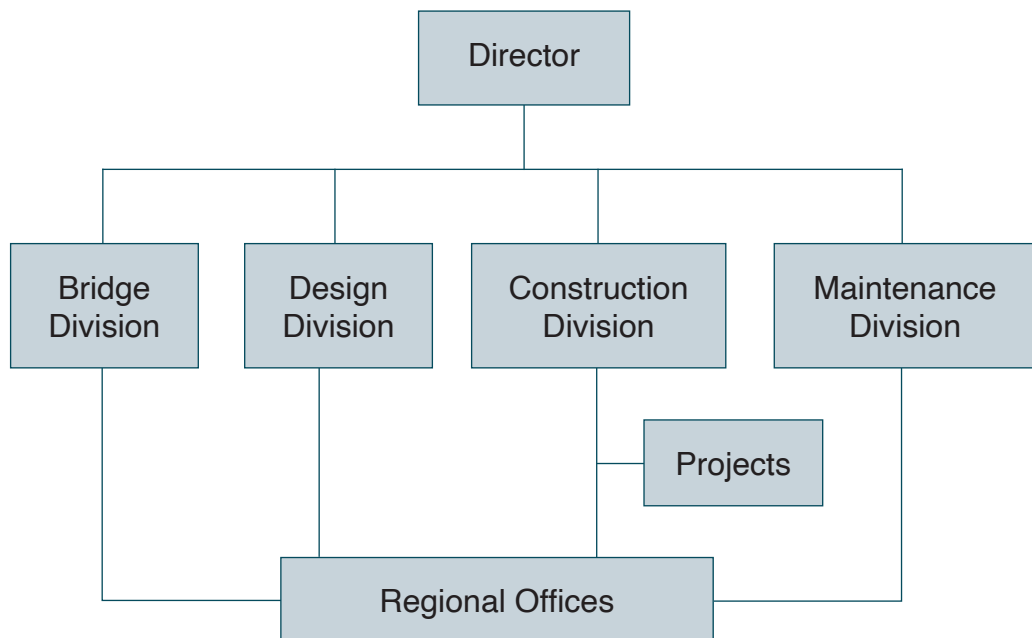 Director
Bridge
Division
Design
Division
Construction
Division
Maintenance
Division
Projects
Regional Offices